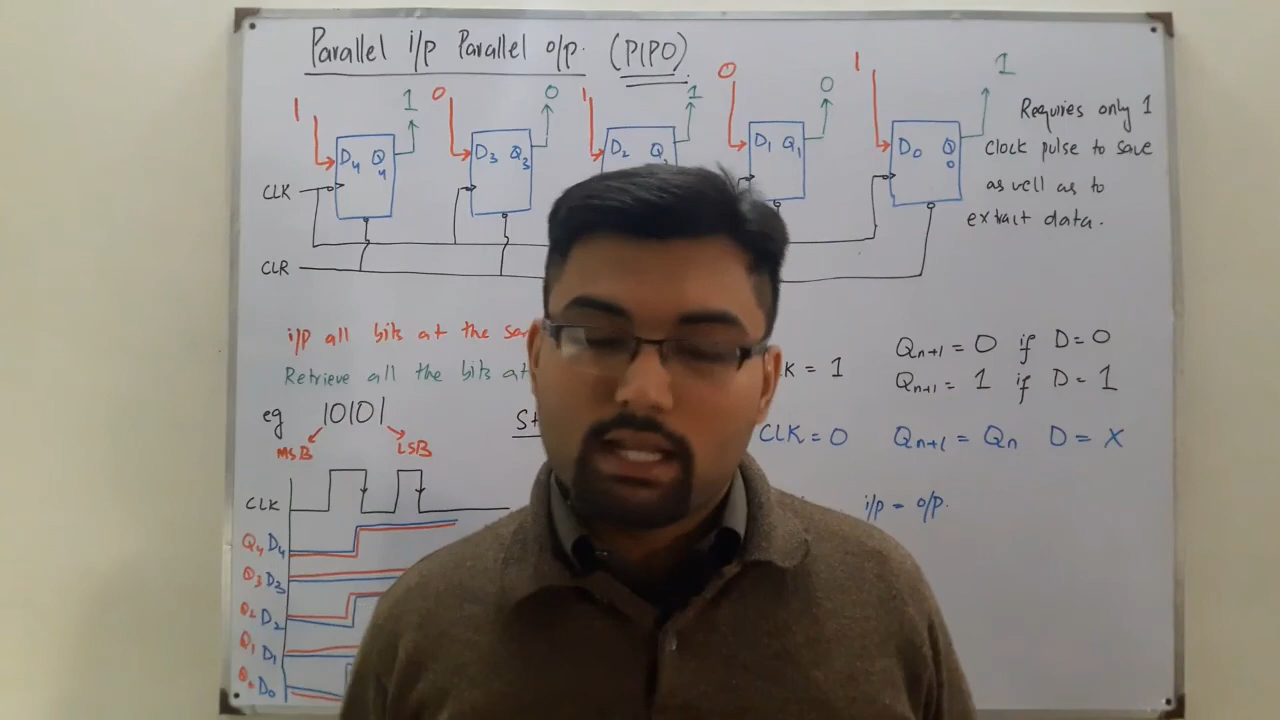 Parallel i/p Parallel o/p. (PIPO)
1 1 0 0 1 1 0 0 1 1
D4 Q4 D3 Q3 D2 D1 Q1 D0 Q0
CLK
CLR
Requires only 1
clock pulse to save
as well as to
extract data.
i/p all bits at the
Retrieve all the bits at
eg 10101
MSB LSB
K = 1 Qn+1 = 0 if D = 0
Qn+1 = 1 if D = 1
CLK = 0 Qn+1 = Qn D = X
i/p = o/p.
CLK
Q4 D4
Q3 D3
Q2 D2
Q1 D1
Q0 D0